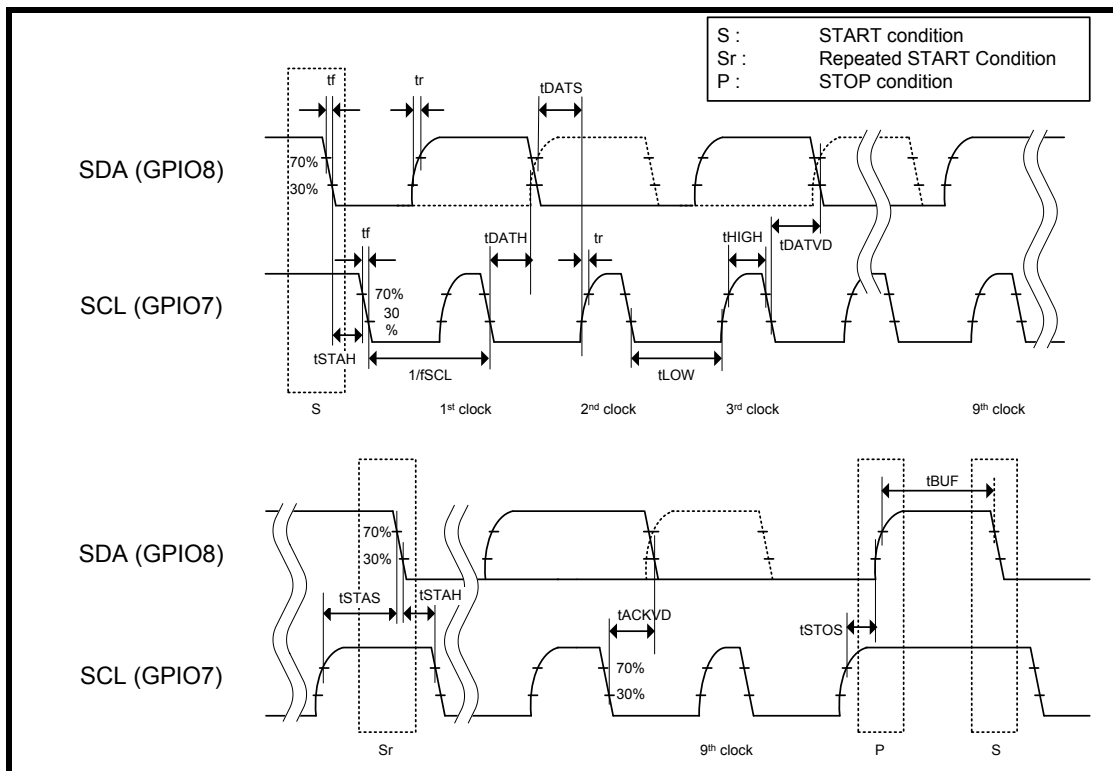 S : START condition
Sr : Repeated START Condition
P : STOP condition
tf
tr
tDATS
SDA (GPIO8)
70%
30%
tf
tDATH
tr
tHIGH
tDATVD
SCL (GPIO7)
70%
30
%
tSTAH
1/fSCL
tLOW
S
1st clock
2nd clock
3rd clock
9th clock
tBUF
SDA (GPIO8)
70%
30%
tSTAS
tSTAH
tACKVD
tSTOS
SCL (GPIO7)
70%
30%
Sr
9th clock
P
S